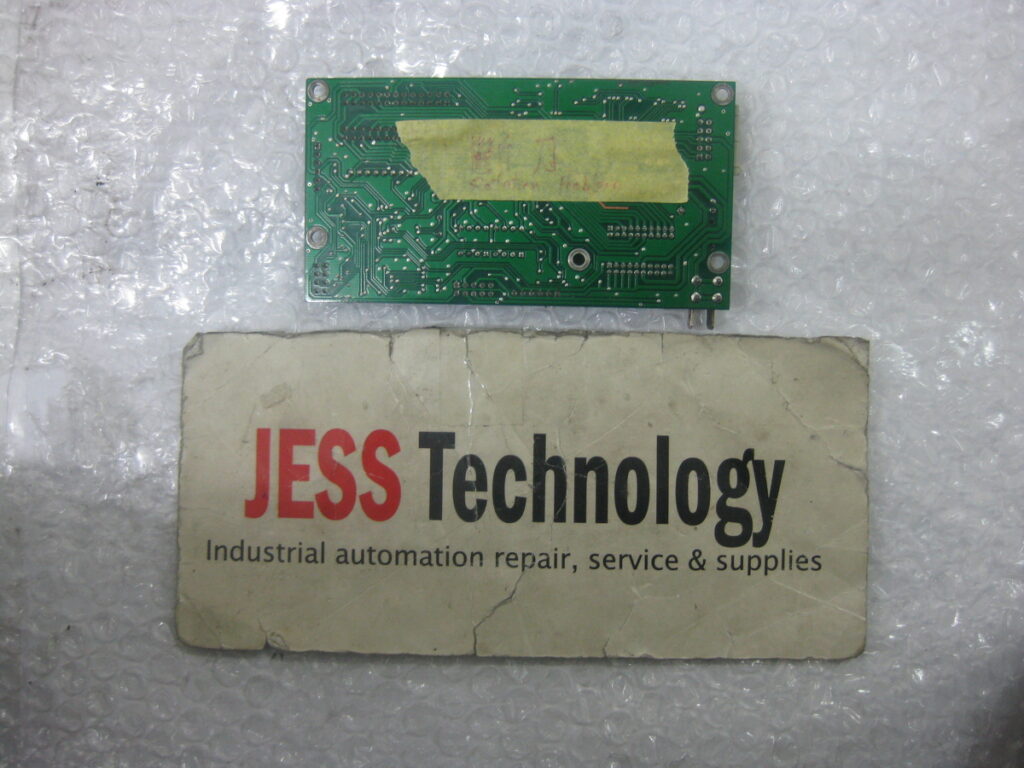 JESS Technology
Industrial automation repair, service & supplies